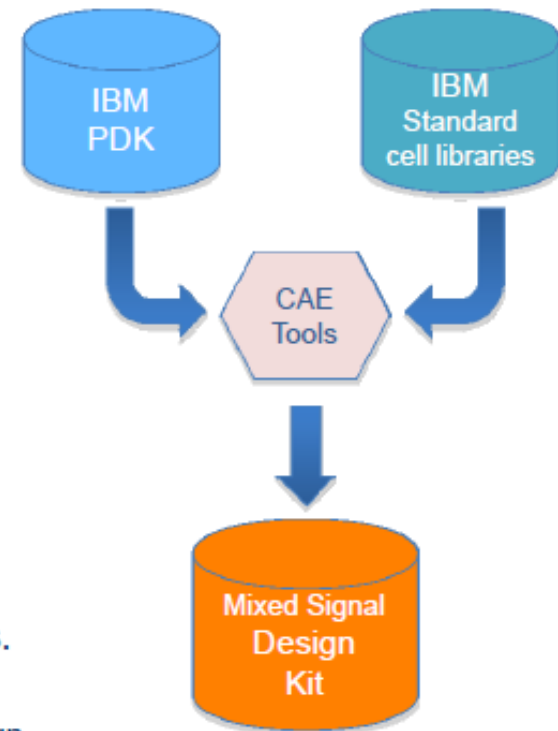 IBM
PDK
IBM
Standard
cell libraries
CAE
Tools
Mixed Signal
Design
Kit